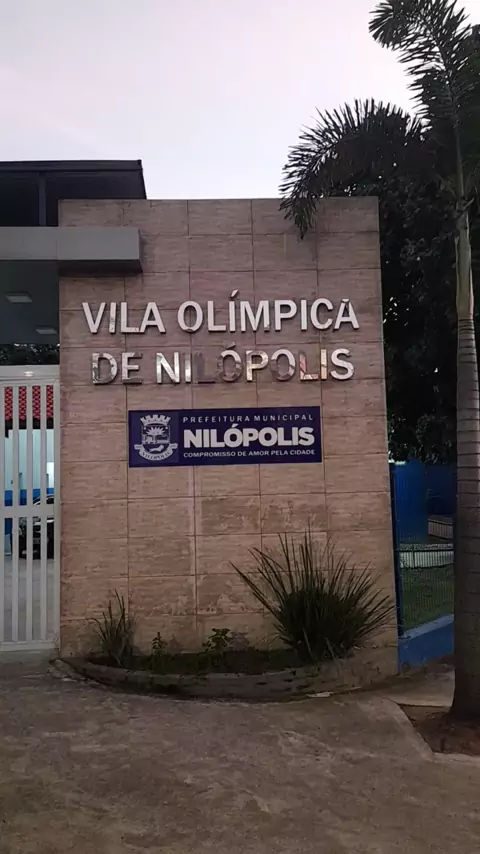 VILA OLÍMPICA
DE NILÓPOLIS
PREFEITURA MUNICIPAL
NILÓPOLIS
COMPROMISSO DE AMOR PELA CIDADE